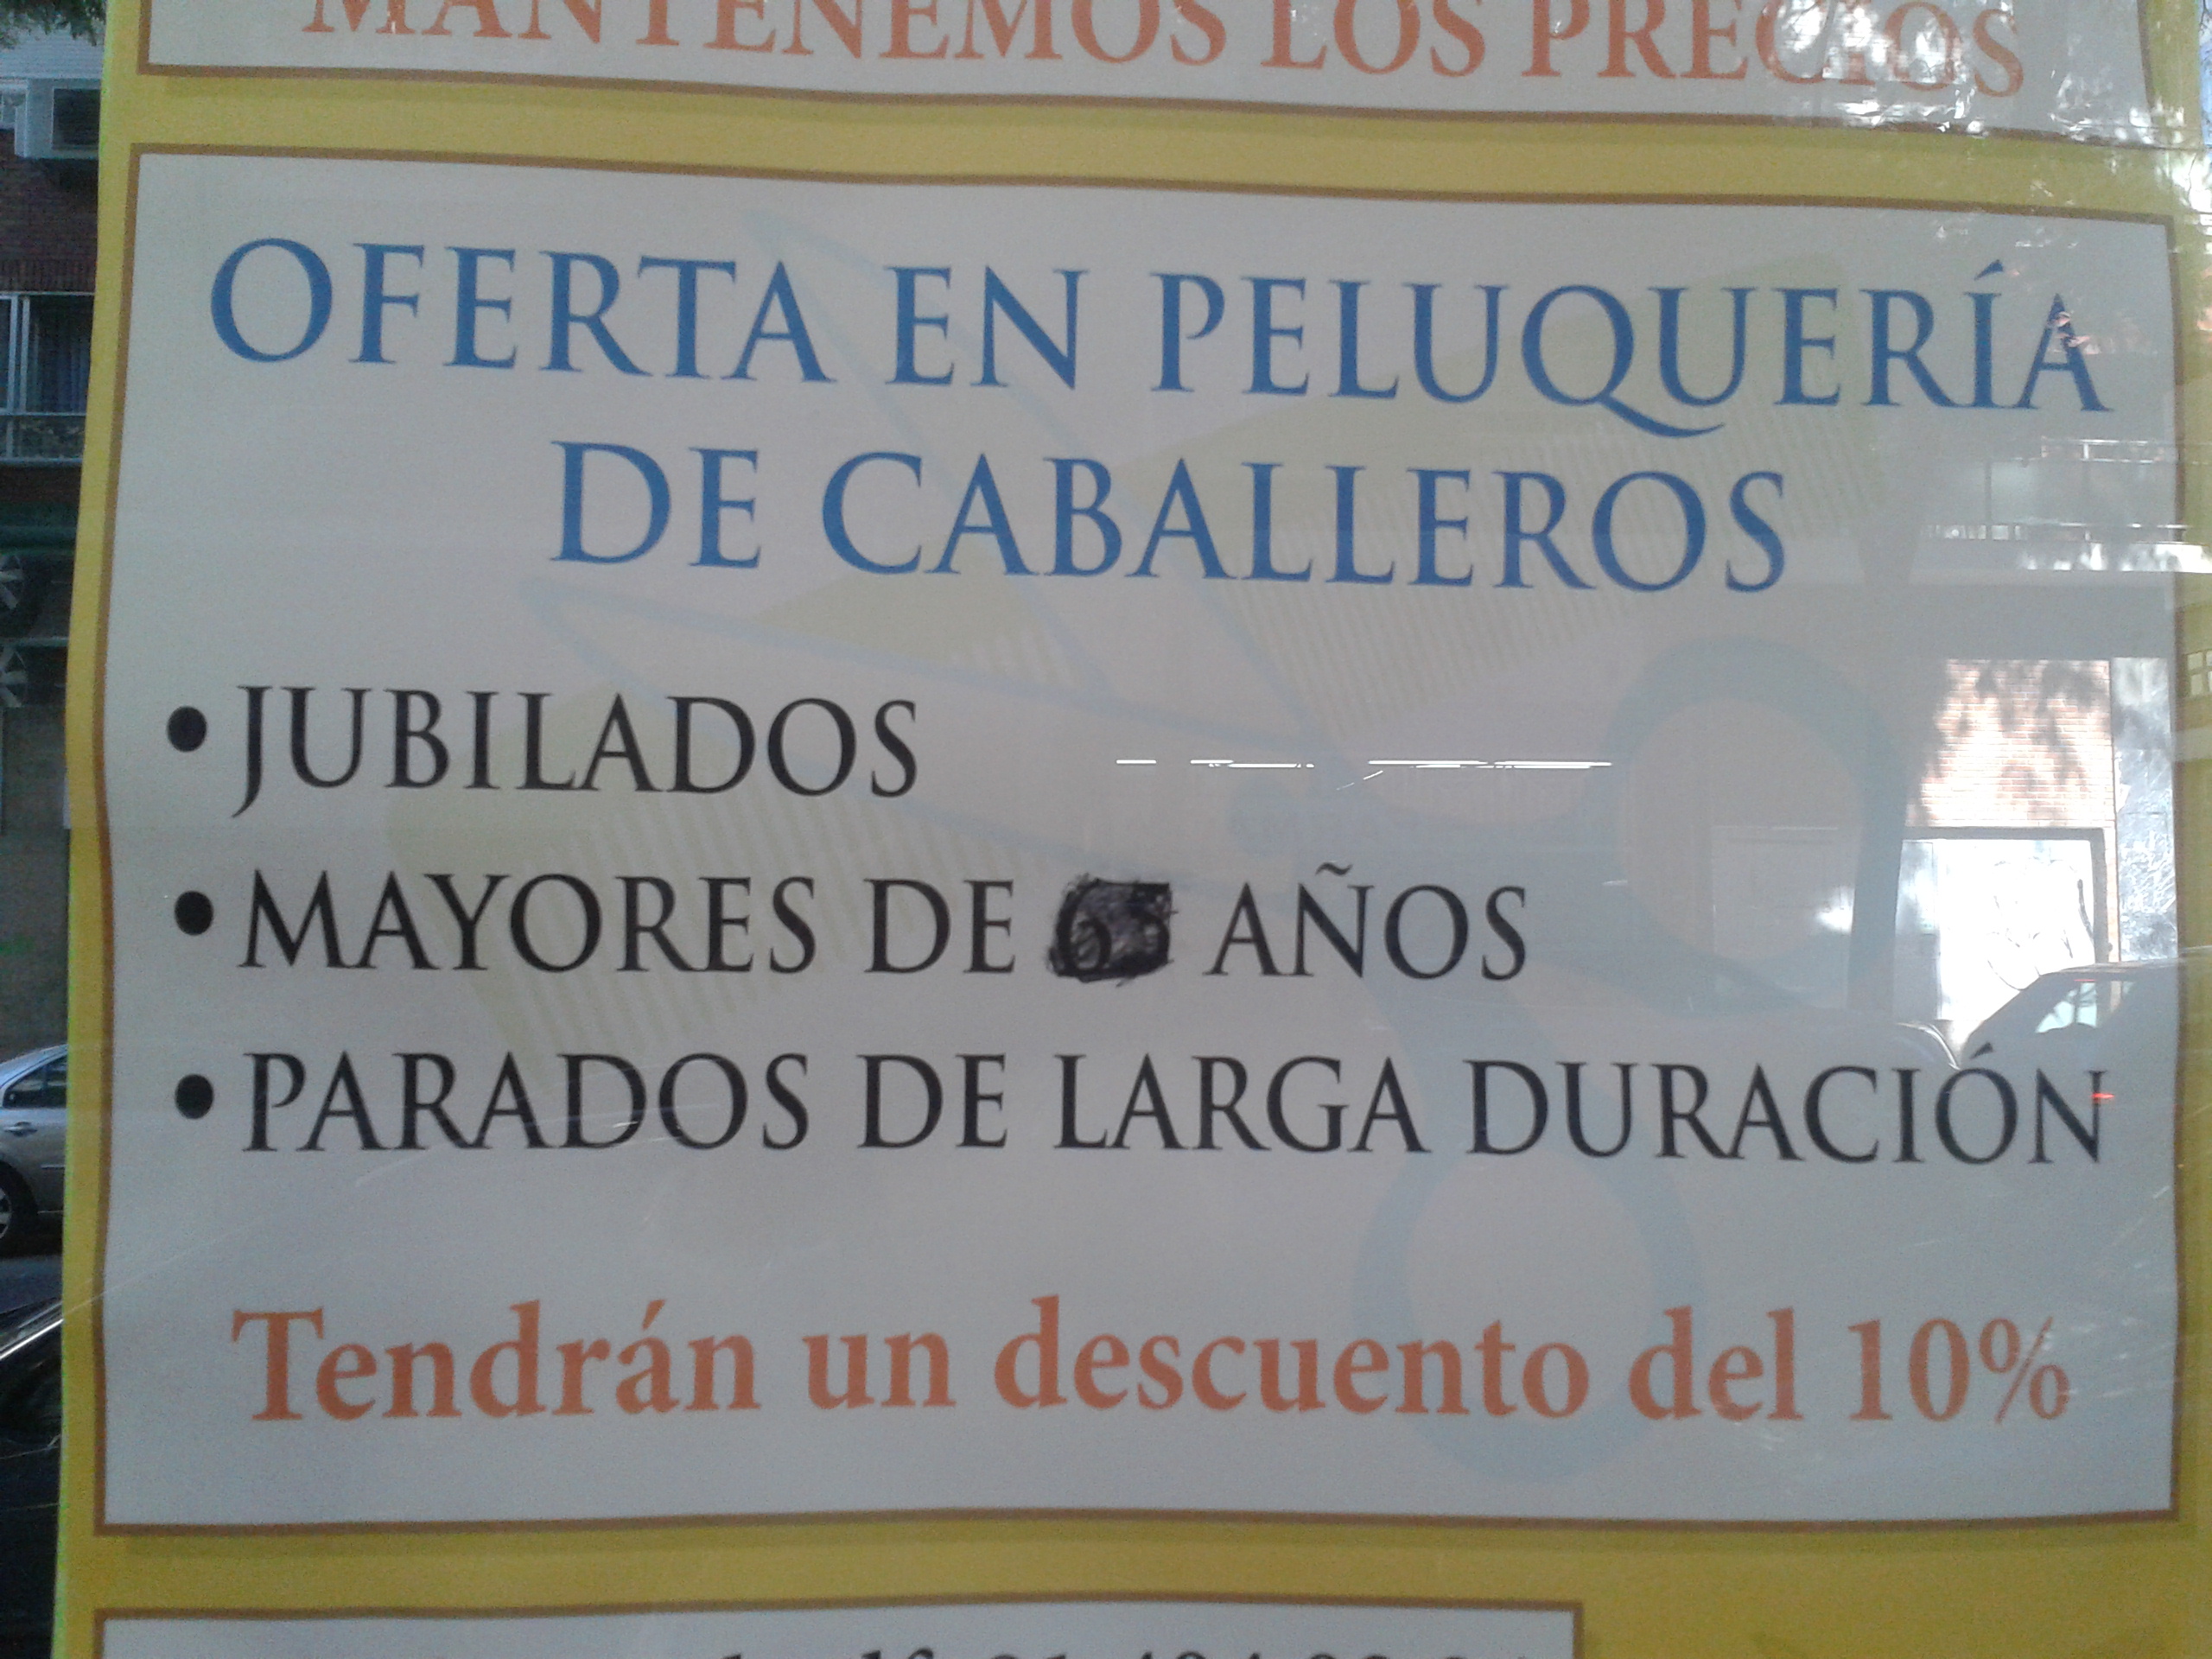 MANTENEMOS LOS PRECIOS
OFERTA EN PELUQUERÍA
DE CABALLEROS
• JUBILADOS
• MAYORES DE AÑOS
• PARADOS DE LARGA DURACIÓN
Tendrán un descuento del 10%